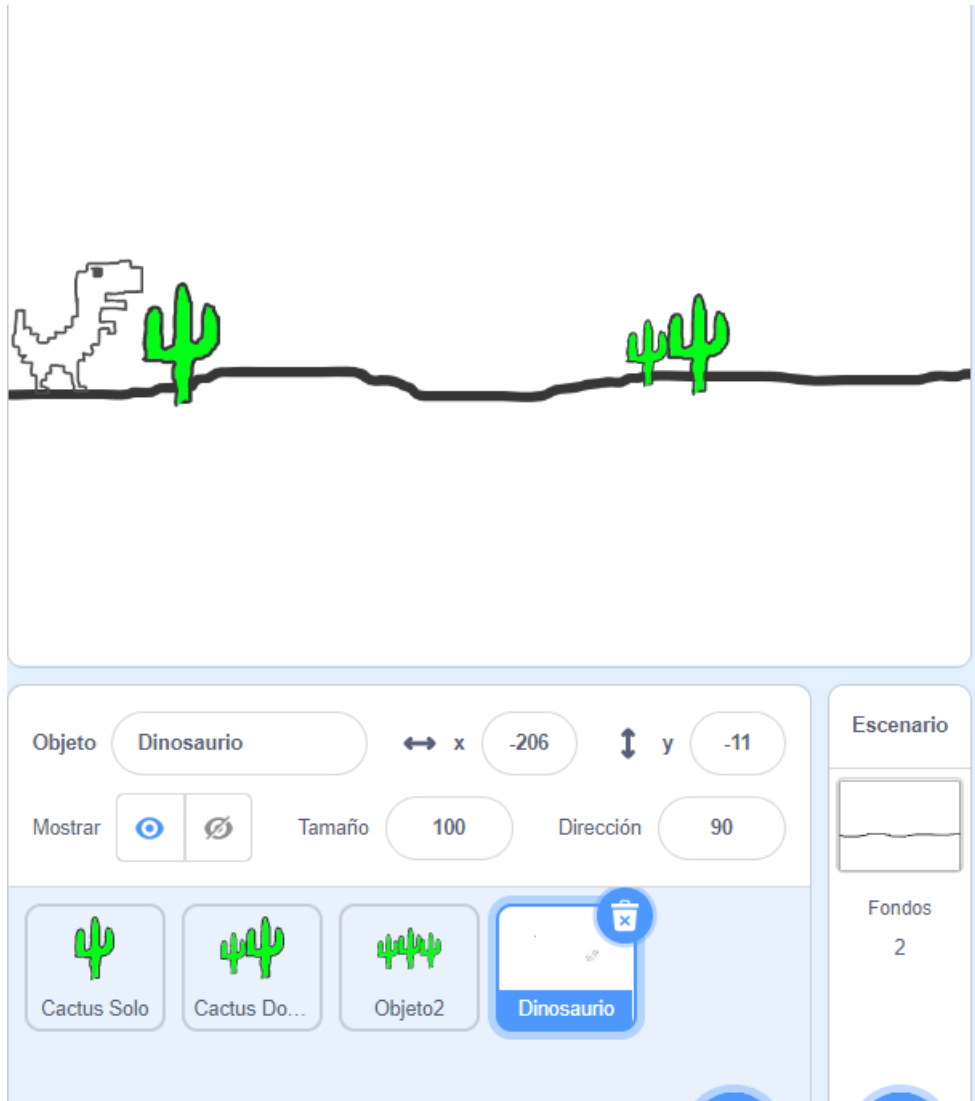 Objeto Dinosaurio x -206 y -11
Escenario
Mostrar Tamaño 100 Dirección 90
Fondos
2
Cactus Solo Cactus Do... Objeto2 Dinosaurio